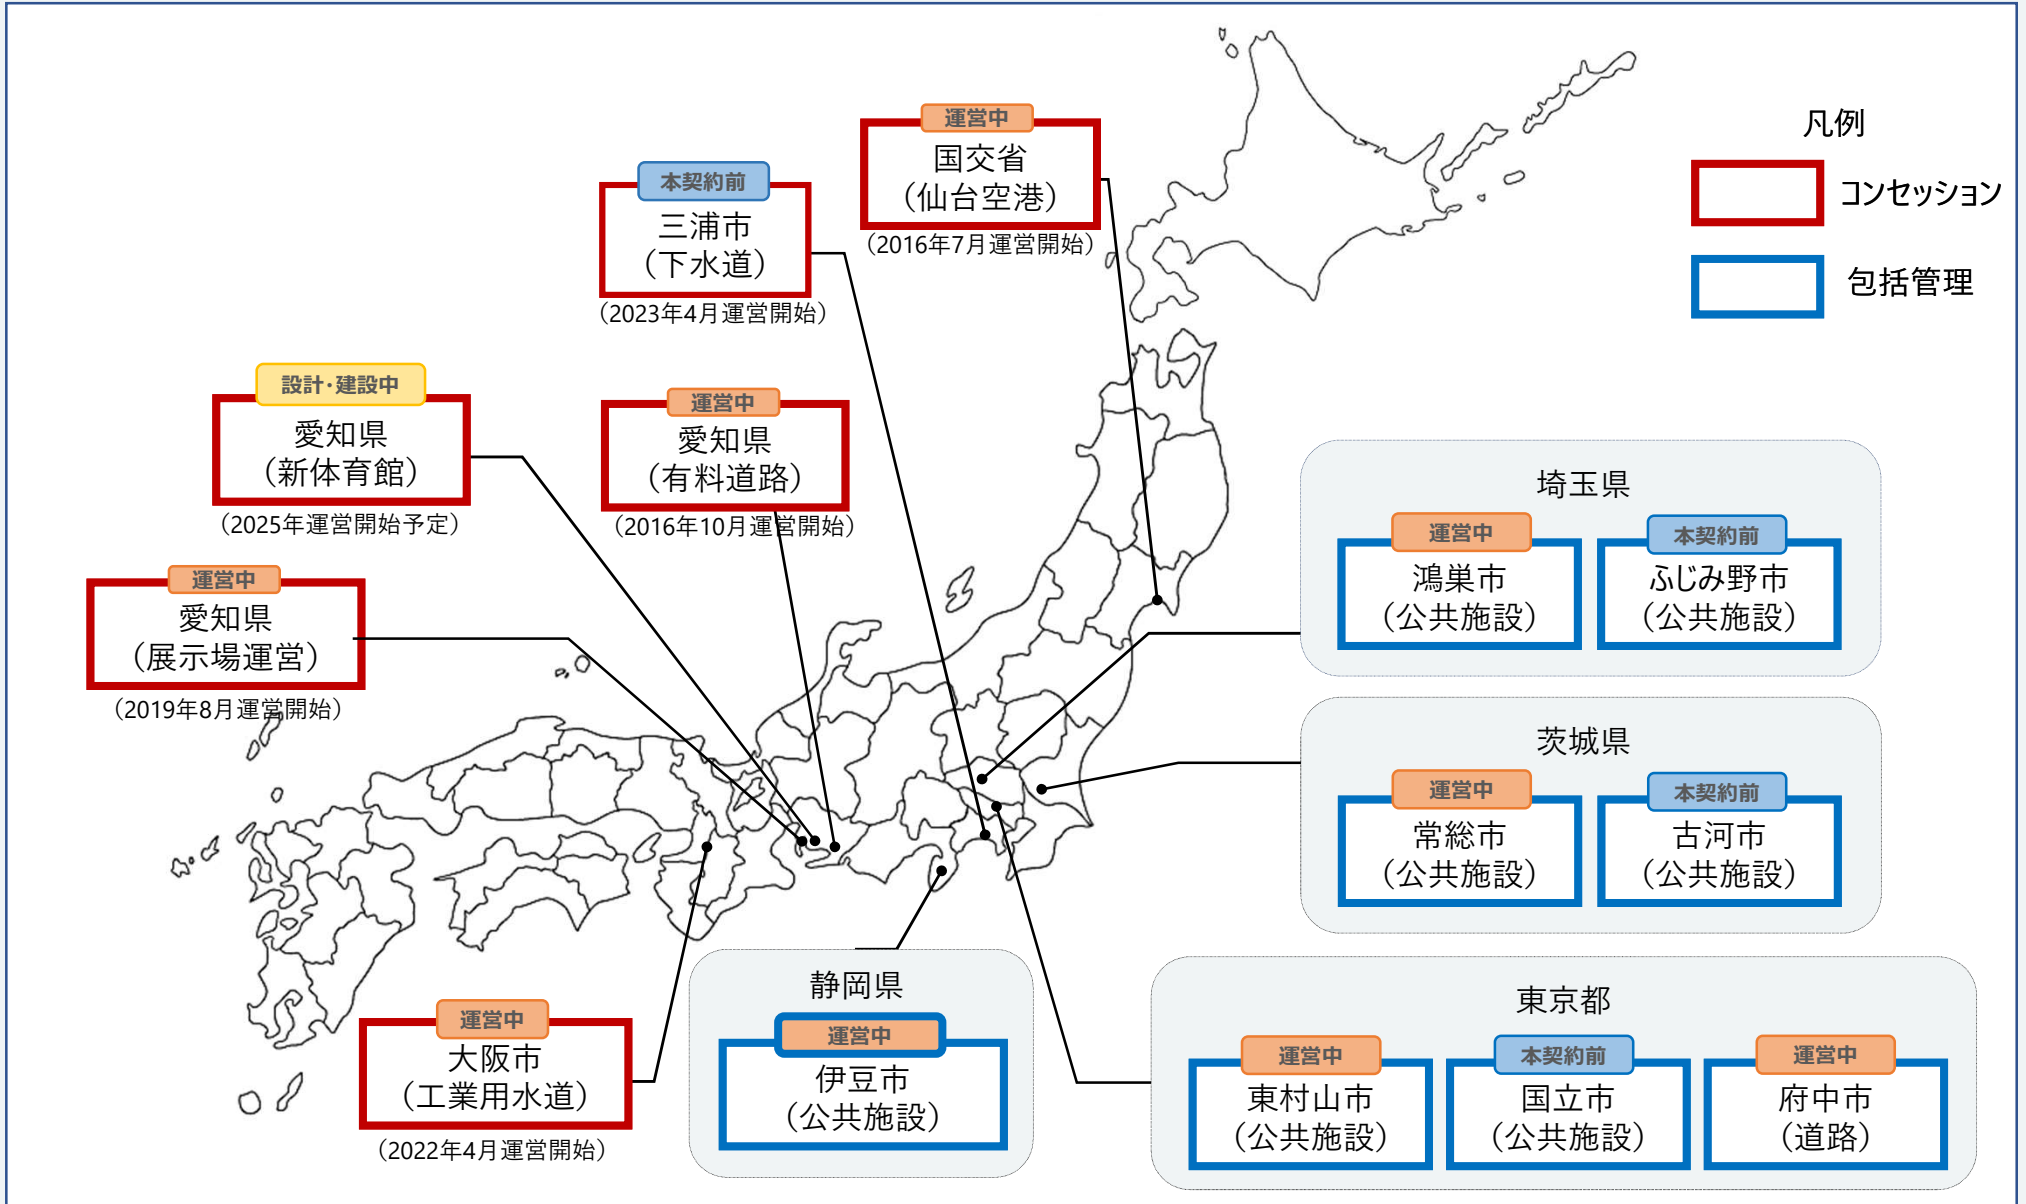 凡例
コンセッション
包括管理
運営中
国交省
（仙台空港）
（2016年7月運営開始）
本契約前
三浦市
（下水道）
（2023年4月運営開始）
設計・建設中
愛知県
（新体育館）
（2025年運営開始予定）
運営中
愛知県
（有料道路）
（2016年10月運営開始）
運営中
愛知県
（展示場運営）
（2019年8月運営開始）
運営中
大阪市
（工業用水道）
（2022年4月運営開始）
埼玉県
運営中
鴻巣市
（公共施設）
本契約前
ふじみ野市
（公共施設）
茨城県
運営中
常総市
（公共施設）
本契約前
古河市
（公共施設）
静岡県
運営中
伊豆市
（公共施設）
東京都
運営中
東村山市
（公共施設）
本契約前
国立市
（公共施設）
運営中
府中市
（道路）